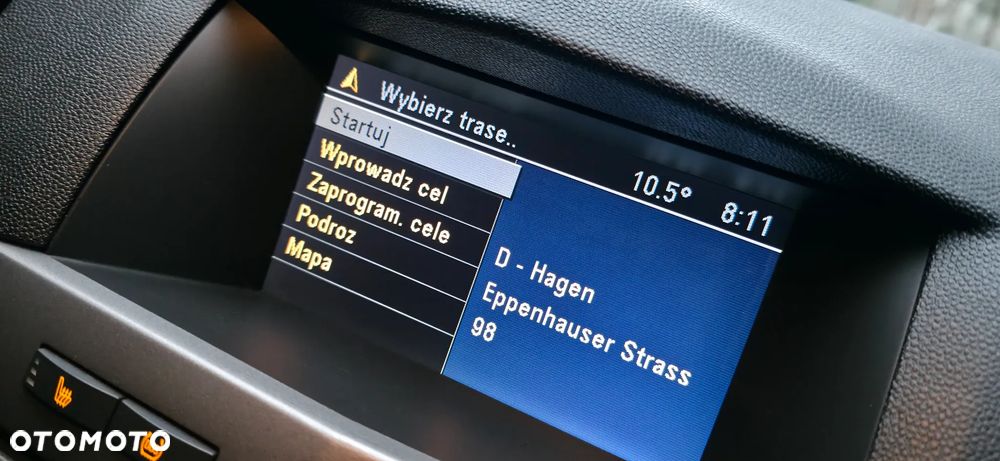 Wybierz trase..
10.5° 8:11
Startuj
Wprowadz cel
Zaprogram. cele
Podroz
Mapa
D - Hagen
Eppenhauser Strass
98
OTOMOTO